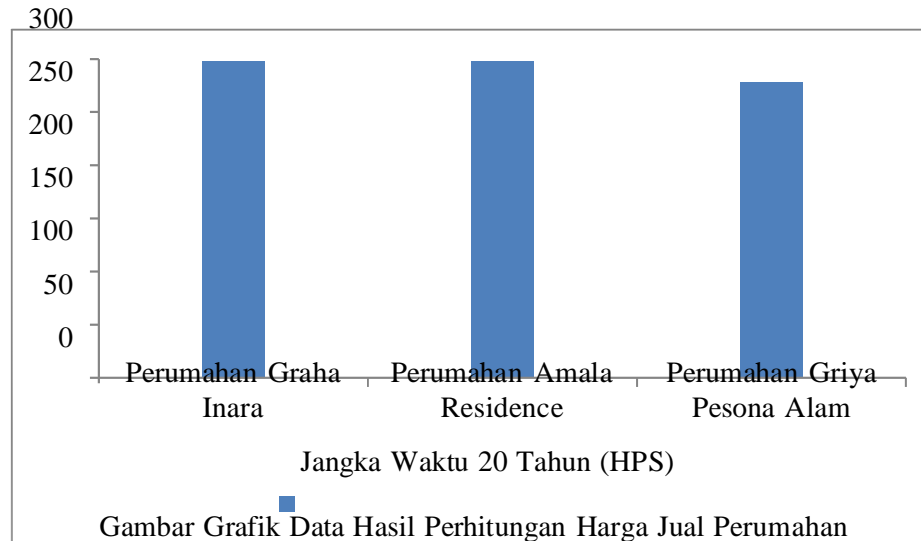 300
250
200
150
100
50
0
Perumahan Graha Inara
Perumahan Amala Residence
Perumahan Griya Pesona Alam
Jangka Waktu 20 Tahun (HPS)
Gambar Grafik Data Hasil Perhitungan Harga Jual Perumahan